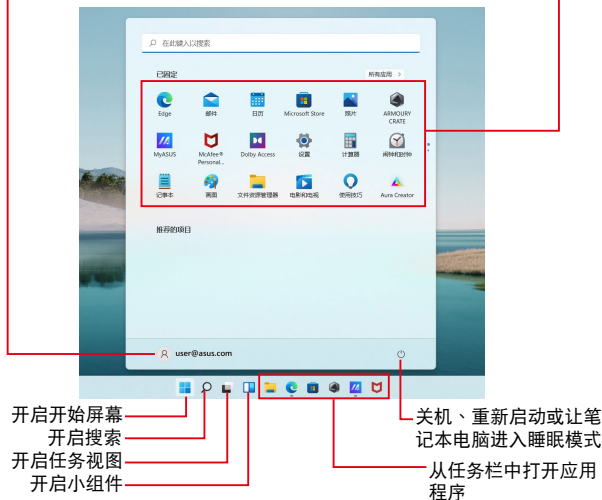 在此键入以搜索
已固定
所有应用 >
Edge
邮件
日历
Microsoft Store
照片
ARMOURY
CRATE
MyASUS
McAfee®
Personal...
Dolby Access
设置
计算器
闹钟和时钟
记事本
画图
文件资源管理器
电影和电视
使用技巧
Aura Creator
推荐的项目
user@asus.com
开启开始屏幕
开启搜索
开启任务视图
开启小组件
关机、重新启动或让笔
记本电脑进入睡眠模式
从任务栏中打开应用
程序